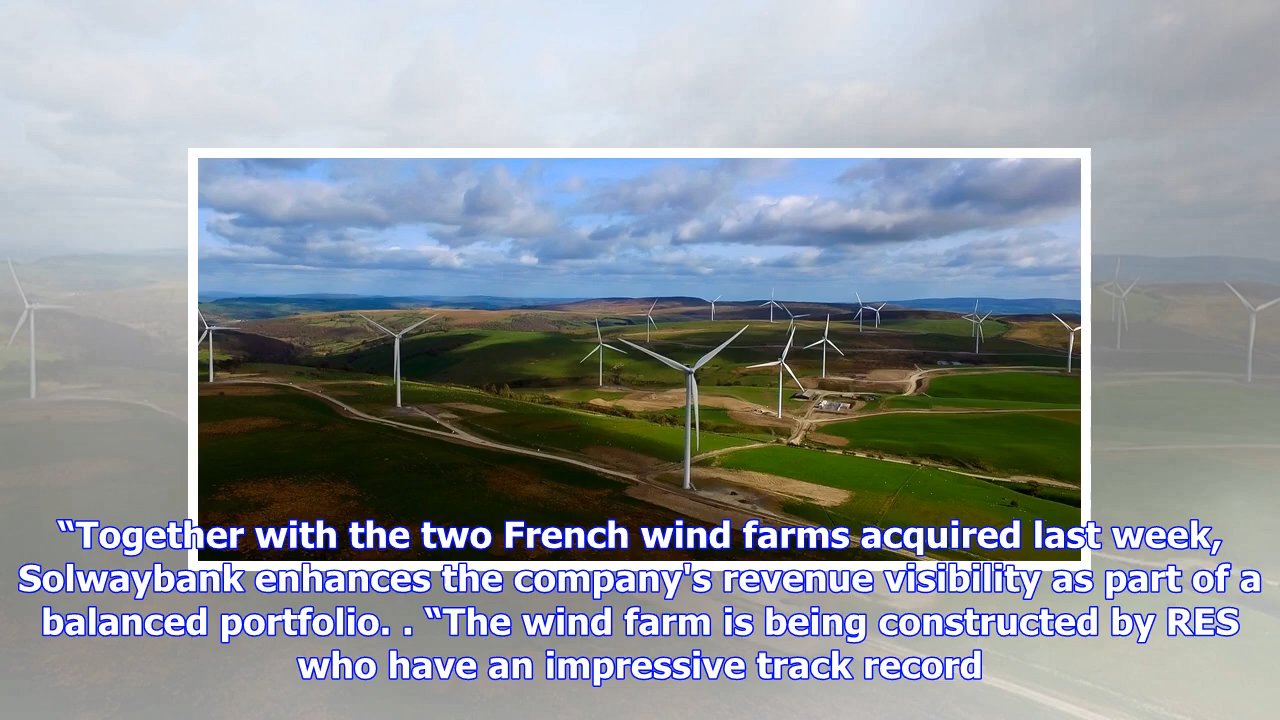 “Together with the two French wind farms acquired last week,
Solwaybank enhances the company's revenue visibility as part of a
balanced portfolio. . “The wind farm is being constructed by RES
who have an impressive track record